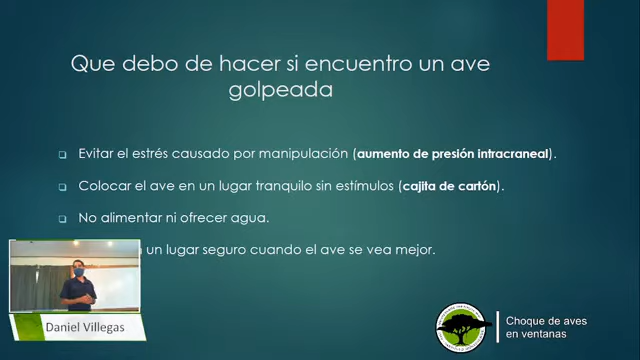 Que debo de hacer si encuentro un ave
golpeada
Evitar el estrés causado por manipulación (aumento de presión intracraneal).
Colocar el ave en un lugar tranquilo sin estímulos (cajita de cartón).
No alimentar ni ofrecer agua.
un lugar seguro cuando el ave se vea mejor.
Daniel Villegas
Choque de aves
en ventanas